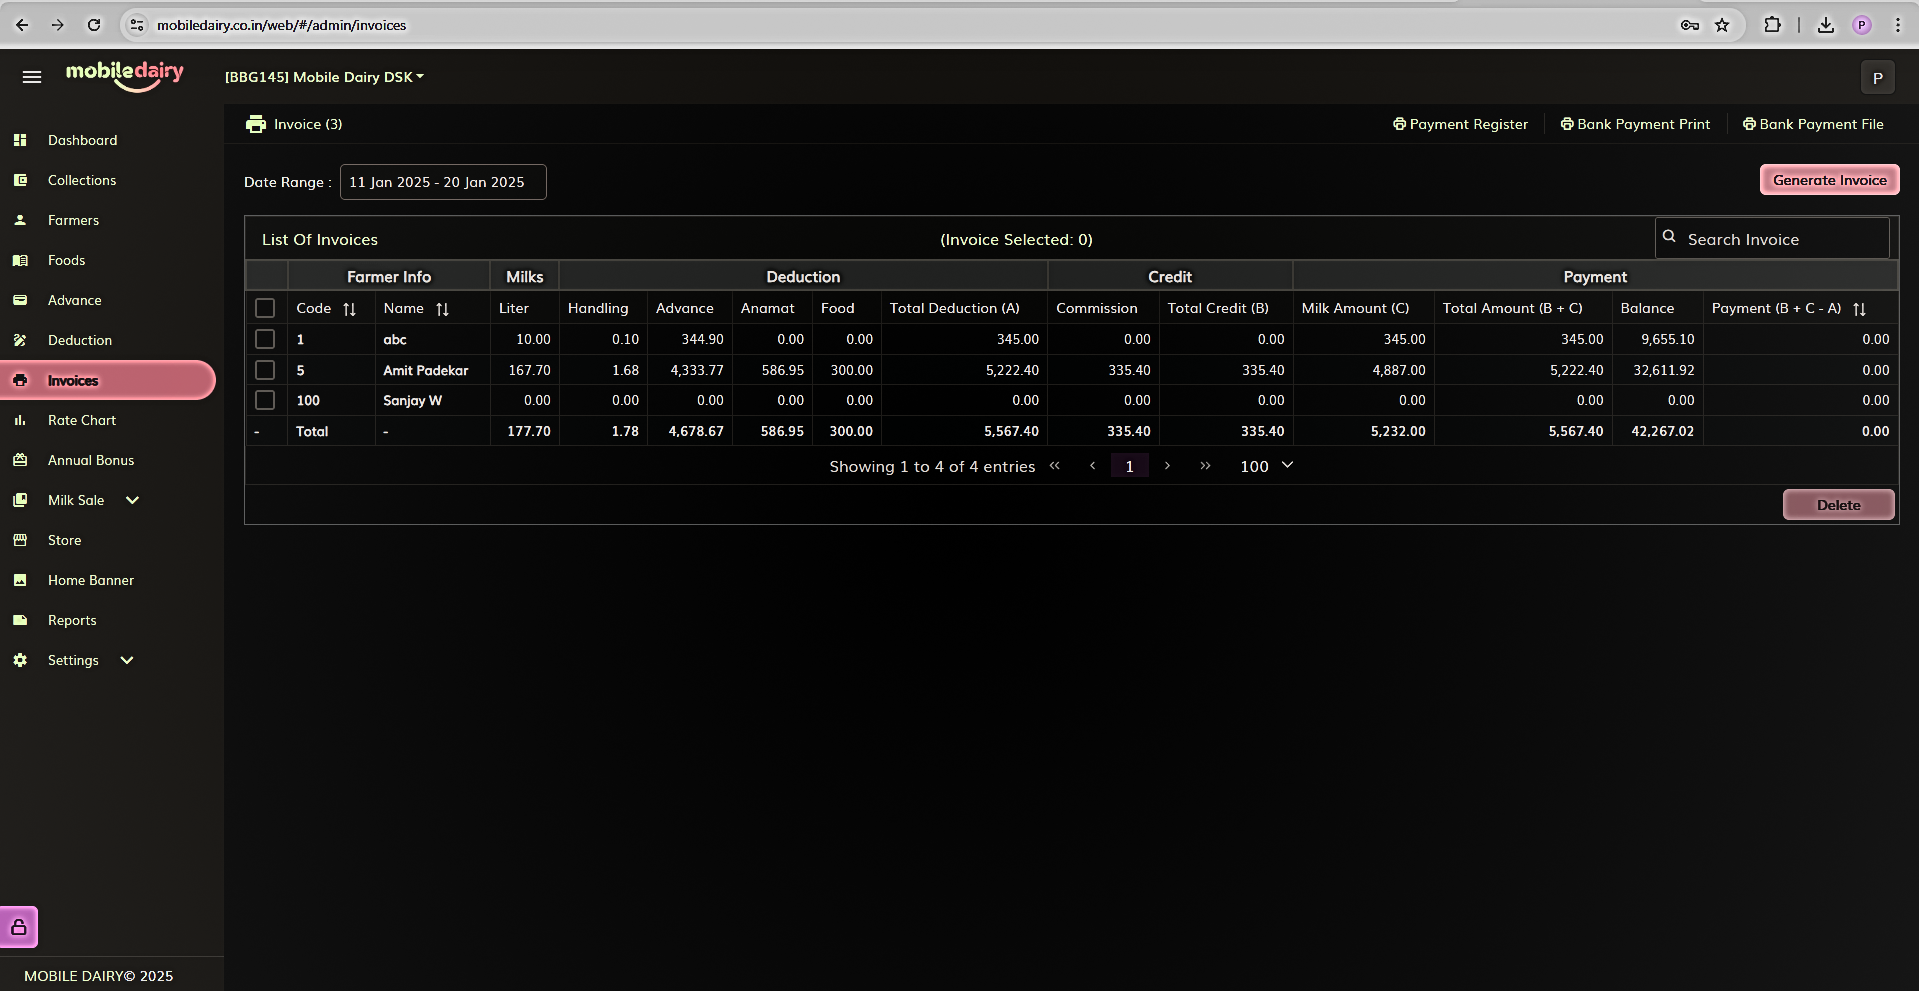 mobiledairy.co.in/web/#/admin/invoices
P
mobiledairy
[BBG145] Mobile Dairy DSK
P
Dashboard
Collections
Farmers
Foods
Advance
Deduction
Invoices
Rate Chart
Annual Bonus
Milk Sale
Store
Home Banner
Reports
Settings
MOBILE DAIRY© 2025
Invoice (3)
Payment Register
Bank Payment Print
Bank Payment File
Date Range : 11 Jan 2025 - 20 Jan 2025
Generate Invoice
List Of Invoices (Invoice Selected: 0) Search Invoice
Farmer Info Milks Deduction Credit Payment
Code Name Liter Handling Advance Anamat Food Total Deduction (A) Commission Total Credit (B) Milk Amount (C) Total Amount (B + C) Balance Payment (B + C - A)
1 abc 10.00 0.10 344.90 0.00 0.00 345.00 0.00 0.00 345.00 345.00 9,655.10 0.00
5 Amit Padekar 167.70 1.68 4,333.77 586.95 300.00 5,222.40 335.40 335.40 4,887.00 5,222.40 32,611.92 0.00
100 Sanjay W 0.00 0.00 0.00 0.00 0.00 0.00 0.00 0.00 0.00 0.00 0.00 0.00
- Total - 177.70 1.78 4,678.67 586.95 300.00 5,567.40 335.40 335.40 5,232.00 5,567.40 42,267.02 0.00
Showing 1 to 4 of 4 entries « ‹ 1 › » 100
Delete